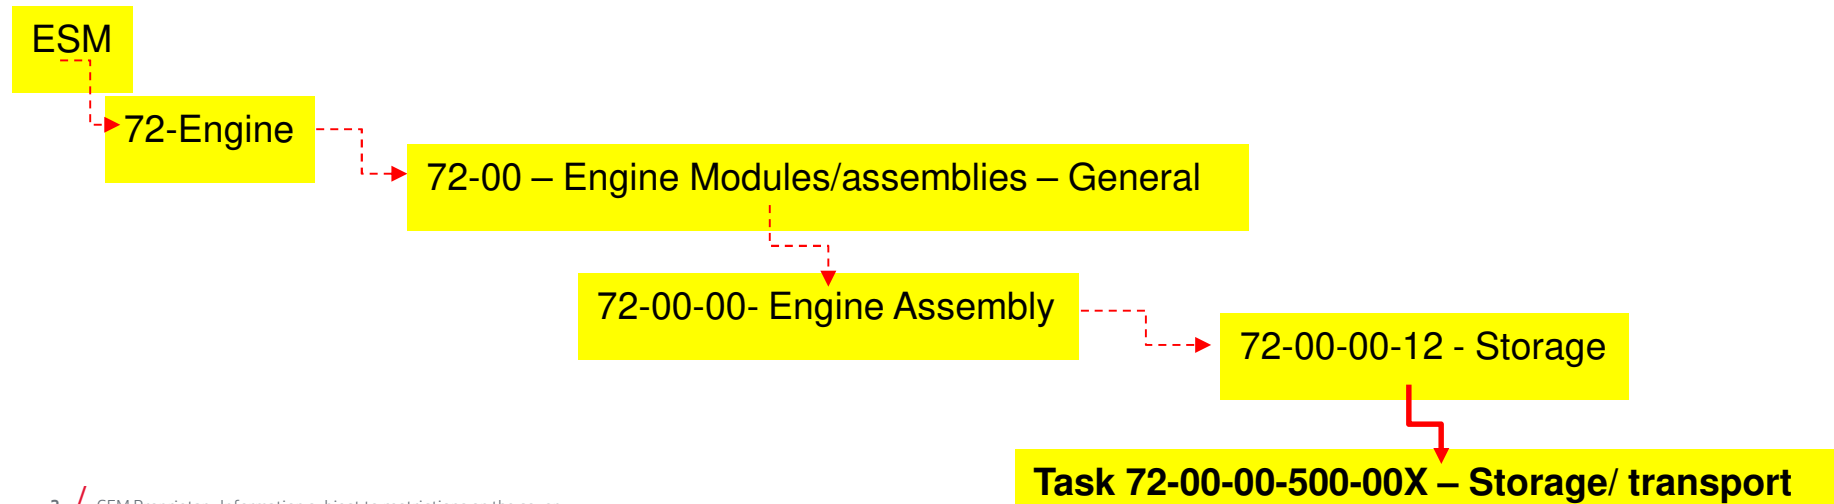 ESM
72-Engine
72-00 – Engine Modules/assemblies – General
72-00-00- Engine Assembly
72-00-00-12 - Storage
Task 72-00-00-500-00X – Storage/ transport